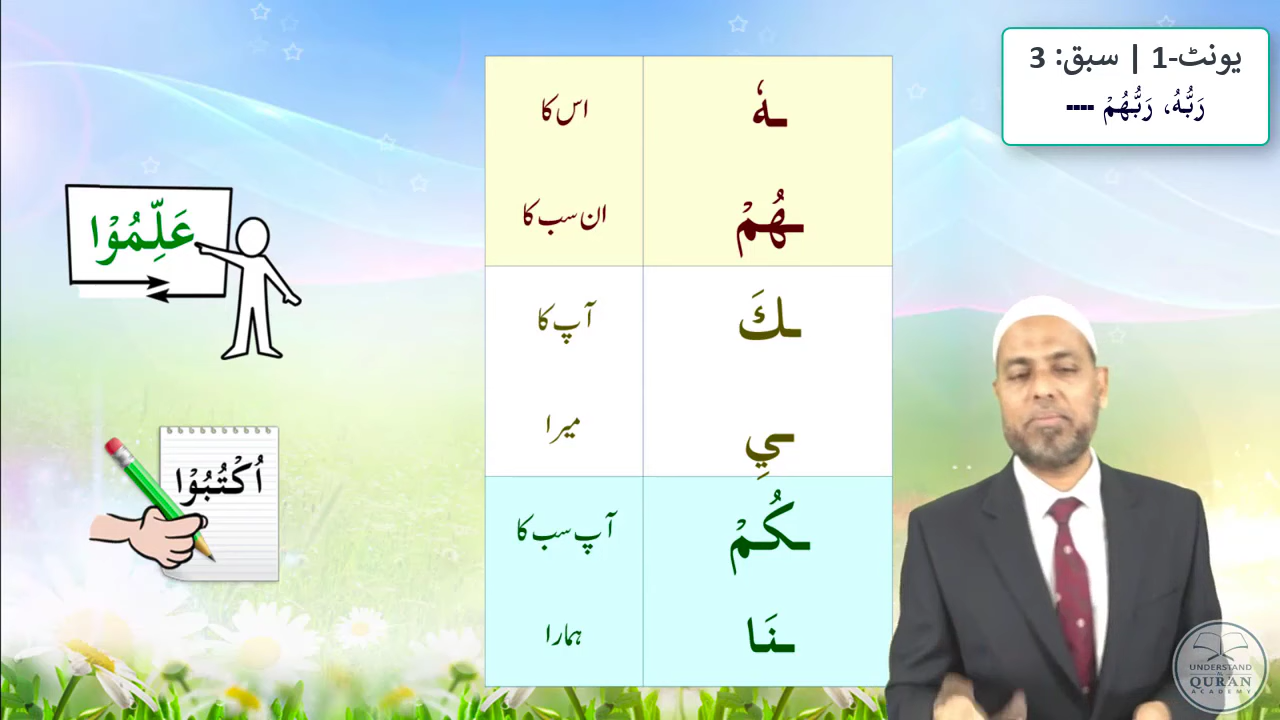 یونٹ-1 | سبق: 3
رَبُّهٗ، رَبُّهُمْ ----
ـهٗ
اس کا
ـهُمْ
ان سب کا
ـكَ
آپ کا
ـيِ
میرا
ـكُمْ
آپ سب کا
ـنَا
ہمارا
عَلِّمُوْا
اُكْتُبُوْا
UNDERSTAND
QURAN
ACADEMY